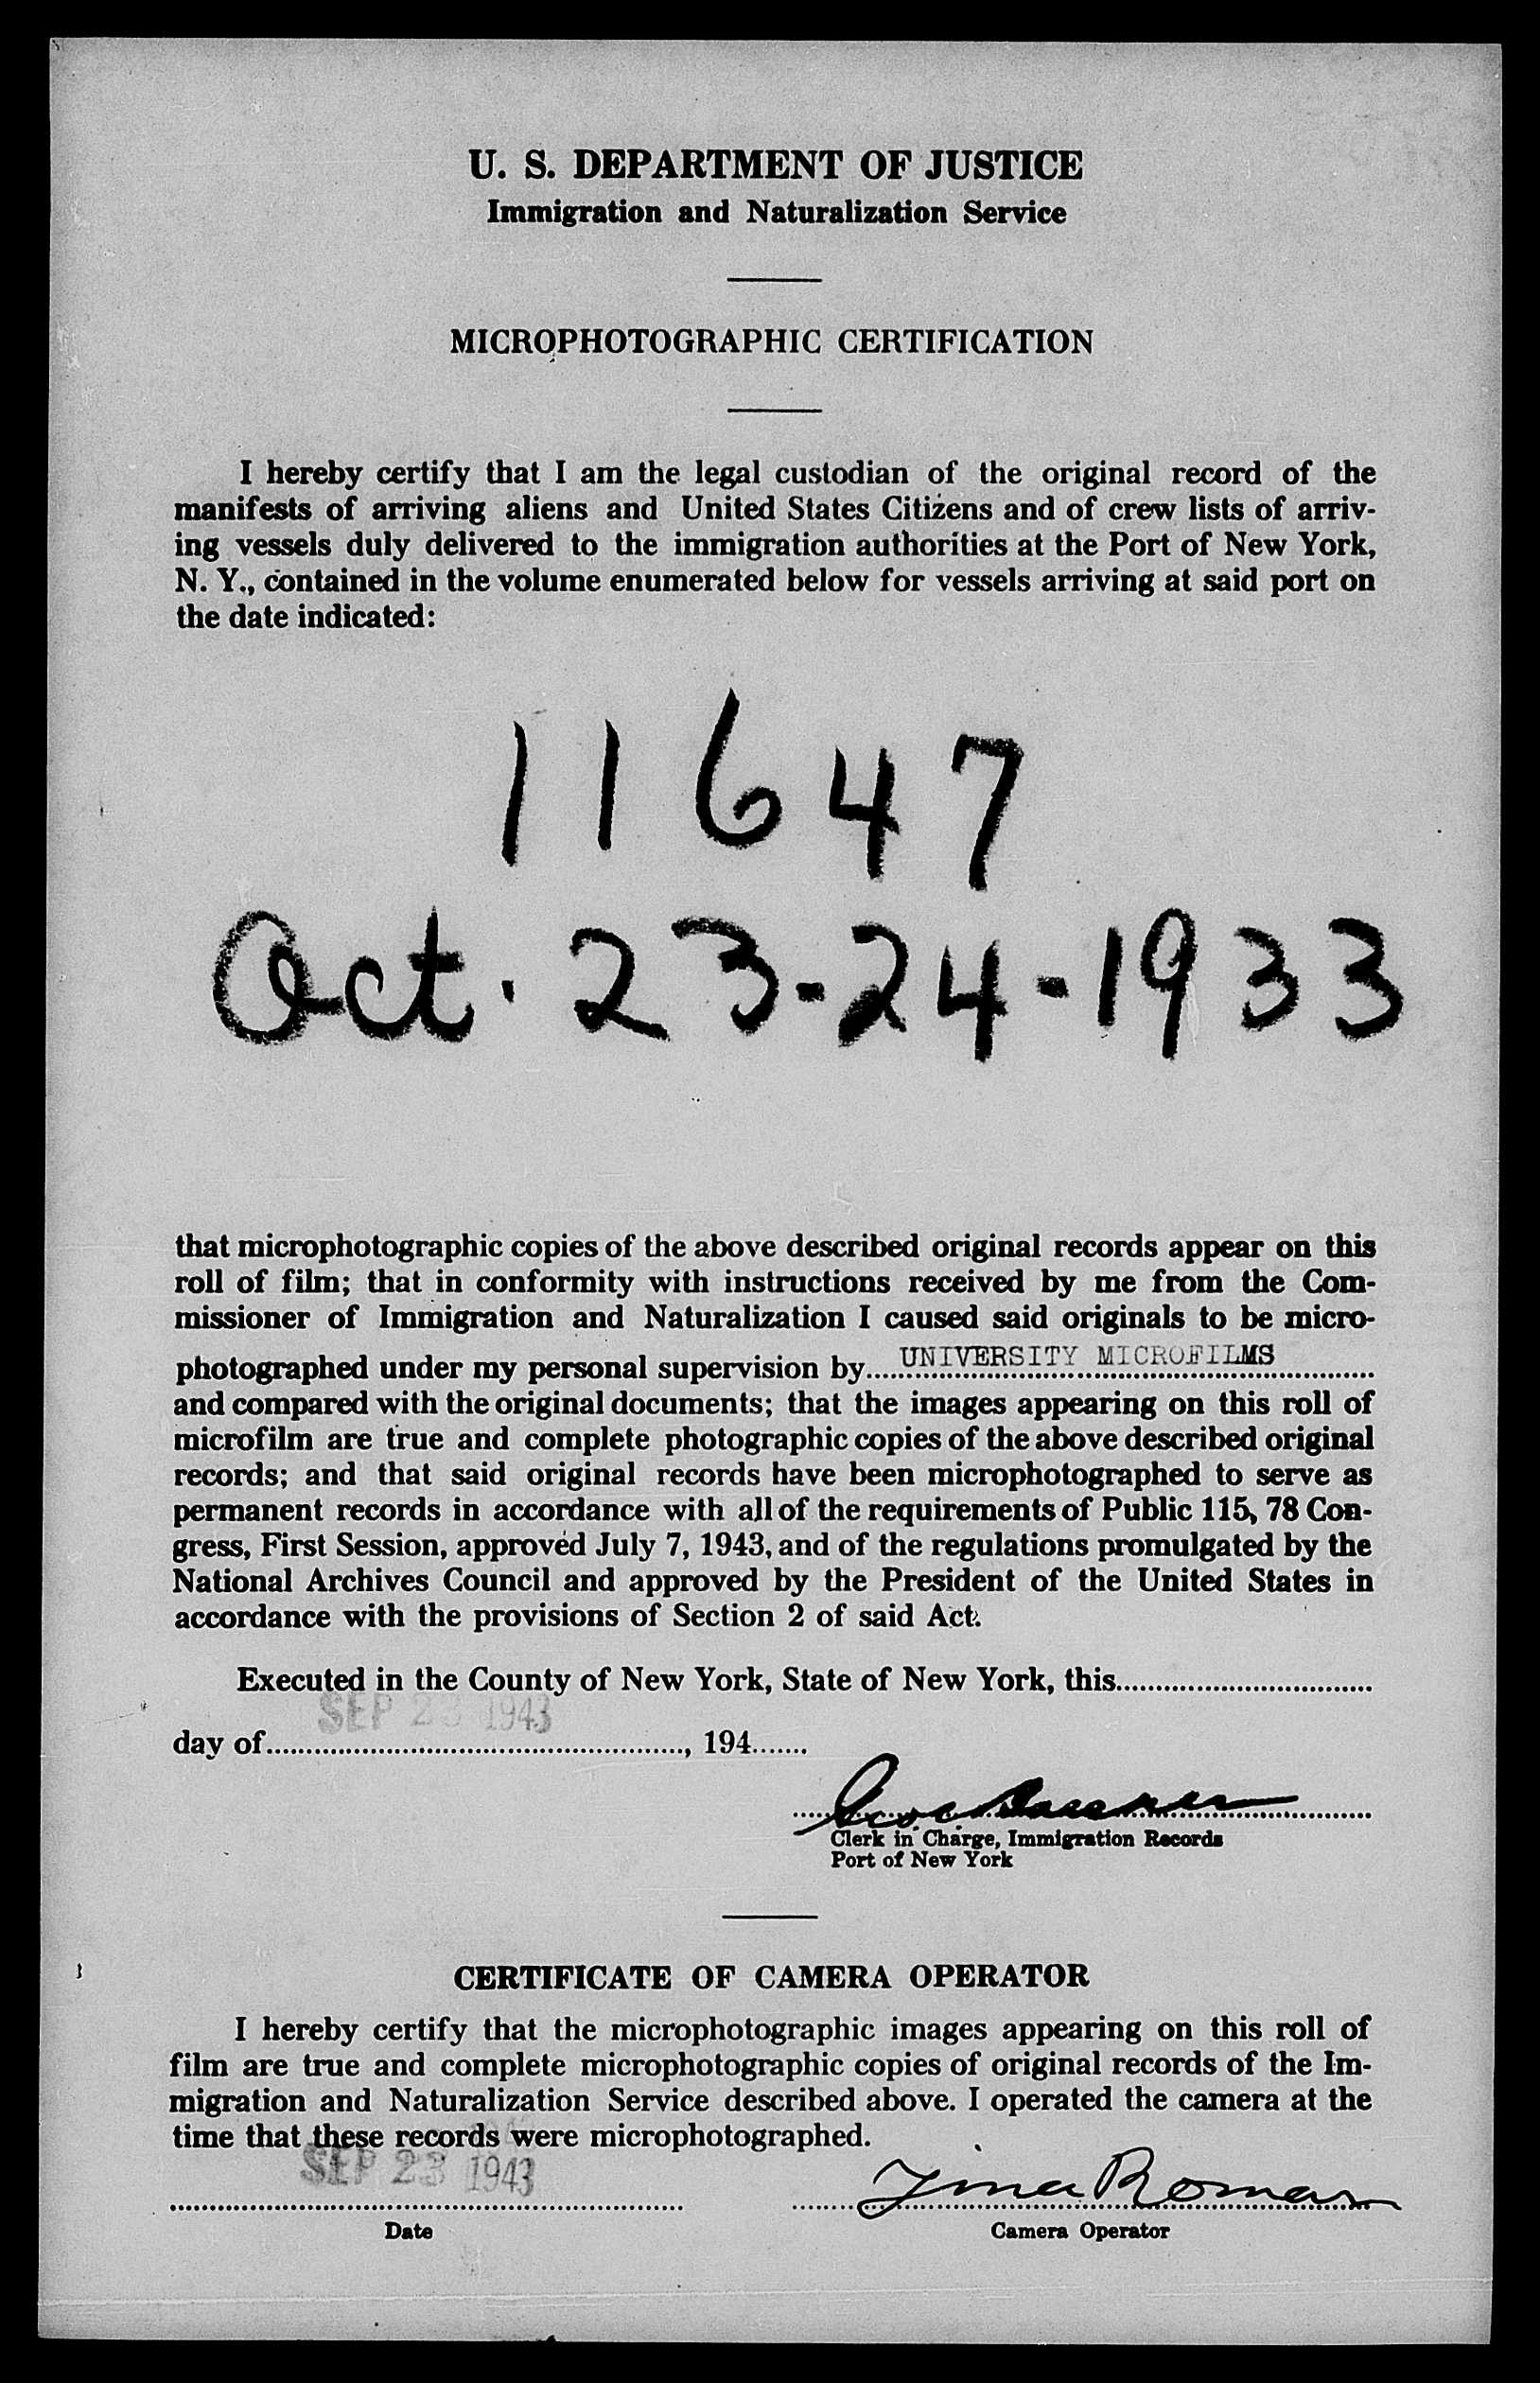 U. S. DEPARTMENT OF JUSTICE
Immigration and Naturalization Service
MICROPHOTOGRAPHIC CERTIFICATION
I hereby certify that I am the legal custodian of the original record of the
manifests of arriving aliens and United States Citizens and of crew lists of arriv-
ing vessels duly delivered to the immigration authorities at the Port of New York,
N. Y., contained in the volume enumerated below for vessels arriving at said port on
the date indicated:
11647
Oct. 23-24-1933
that microphotographic copies of the above described original records appear on this
roll of film; that in conformity with instructions received by me from the Com-
missioner of Immigration and Naturalization I caused said originals to be micro-
photographed under my personal supervision by UNIVERSITY MICROFILMS
and compared with the original documents; that the images appearing on this roll of
microfilm are true and complete photographic copies of the above described original
records; and that said original records have been microphotographed to serve as
permanent records in accordance with all of the requirements of Public 115, 78 Con-
gress, First Session, approved July 7, 1943, and of the regulations promulgated by the
National Archives Council and approved by the President of the United States in
accordance with the provisions of Section 2 of said Act.
Executed in the County of New York, State of New York, this
SEP 1943
day of, 194
Clerk in Charge, Immigration Records
Port of New York
CERTIFICATE OF CAMERA OPERATOR
I hereby certify that the microphotographic images appearing on this roll of
film are true and complete microphotographic copies of original records of the Im-
migration and Naturalization Service described above. I operated the camera at the
time that these records were microphotographed.
SEP 23 1943
Roman
Date
Camera Operator